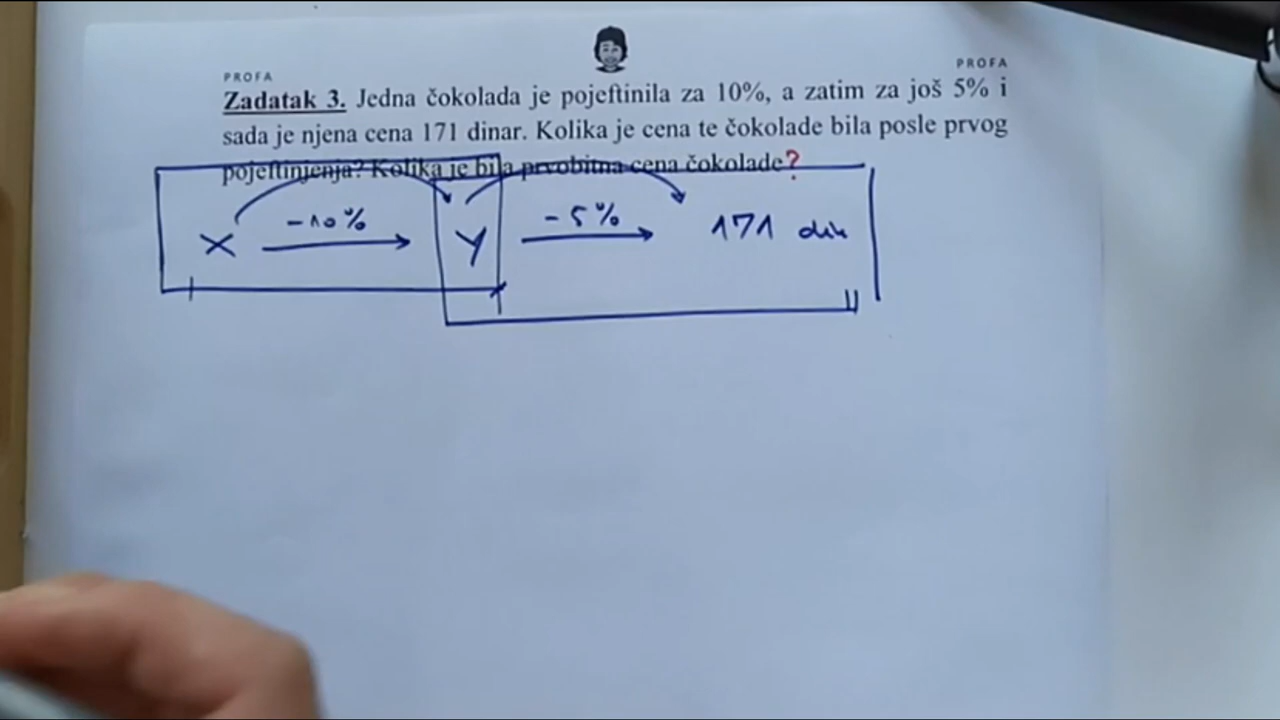 PROFA
PROFA
Zadatak 3. Jedna čokolada je pojeftinila za 10%, a zatim za još 5% i
sada je njena cena 171 dinar. Kolika je cena te čokolade bila posle prvog
pojeftinjenja? Kolika je bila prvobitna cena čokolade?
X -10% Y -5% 171 din
I II